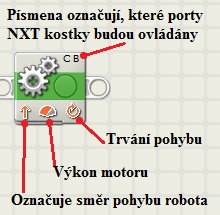 Písmena označují, které porty
NXT kostky budou ovládány
C B
Trvání pohybu
Výkon motoru
Označuje směr pohybu robota